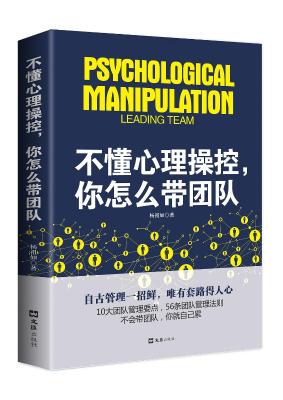 不懂心理操控，你怎么带团队
PSYCHOLOGICAL
MANIPULATION
LEADING TEAM
不懂心理操控，
你怎么带团队
自古管理一招鲜，唯有套路得人心
10大团队管理要点，56条团队管理法则
不会带团队，你就自己累